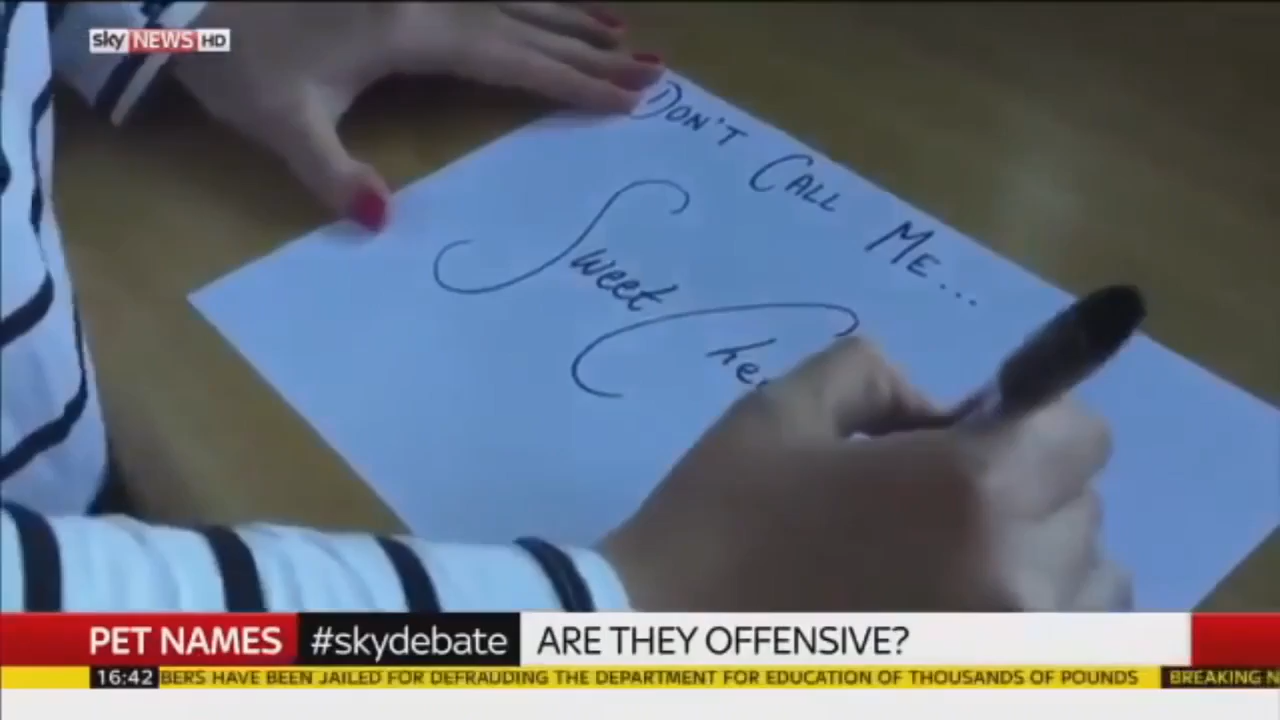 sky NEWS HD
DON'T CALL ME...
Sweet
PET NAMES #skydebate ARE THEY OFFENSIVE?
16:42 BERS HAVE BEEN JAILED FOR DEFRAUDING THE DEPARTMENT FOR EDUCATION OF THOUSANDS OF POUNDS BREAKING N